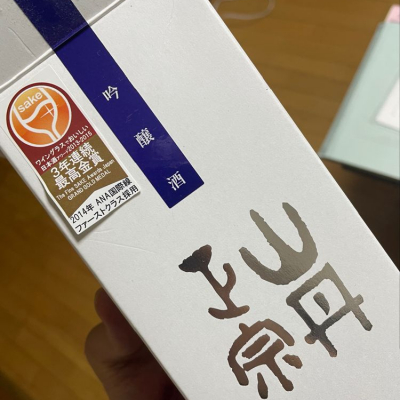 吟醸酒
sake
ワイングラスでおいしい
日本酒アワード2013-2015
3年連続
最高金賞
The Fine SAKE Awards, Japan
GRAND GOLD MEDAL
2014年 ANA国際線
ファーストクラス採用
山丹
正宗